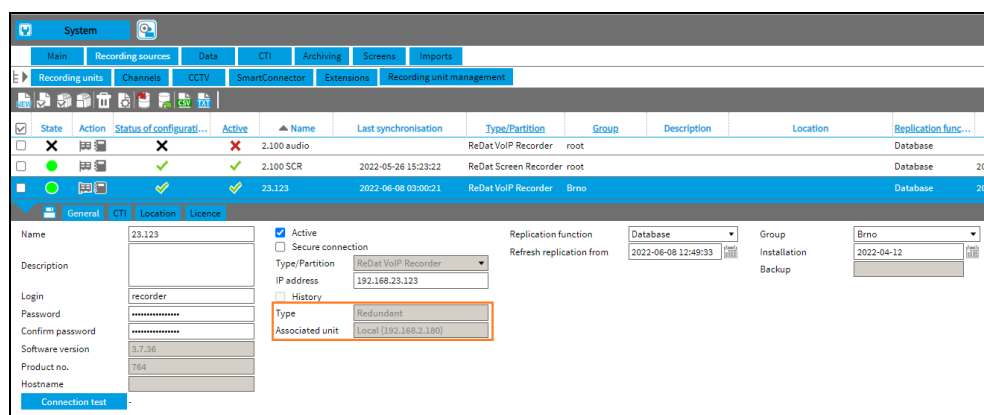 System
Main Recording sources Data CTI Archiving Screens Imports
Recording units Channels CCTV SmartConnector Extensions Recording unit management
NEW CSV TXT
State Action Status of configurati... Active Name Last synchronisation Type/Partition Group Description Location Replication func...
2.100 audio ReDat VoIP Recorder root Database
2.100 SCR 2022-05-26 15:23:22 ReDat Screen Recorder root Database 20
23.123 2022-06-08 03:00:21 ReDat VoIP Recorder Brno Database 20
General CTI Location Licence
Name 23.123 Active Replication function Database Group Brno
Secure connection Refresh replication from 2022-06-08 12:49:33 Installation 2022-04-12
Description Type/Partition ReDat VoIP Recorder Backup
IP address 192.168.23.123
Login recorder History
Password •••••••••••••••• Type Redundant
Confirm password •••••••••••••••• Associated unit Local (192.168.2.180)
Software version 3.7.36
Product no. 764
Hostname
Connection test -